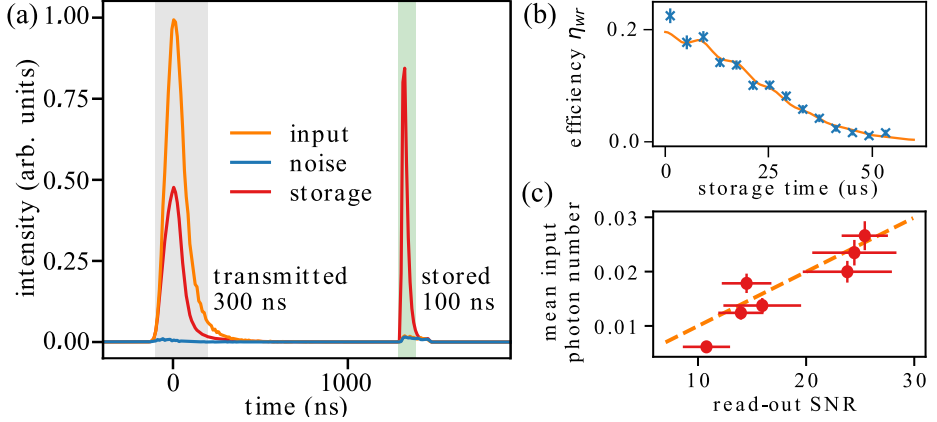 (a)
intensity (arb. units)
1.00
0.75
0.50
0.25
0.00
input
noise
storage
transmitted
300 ns
stored
100 ns
0
1000
time (ns)
(b)
efficiency ηwr
0.2
0.0
0
25
50
storage time (us)
(c)
mean input
photon number
0.03
0.02
0.01
10
20
30
read-out SNR